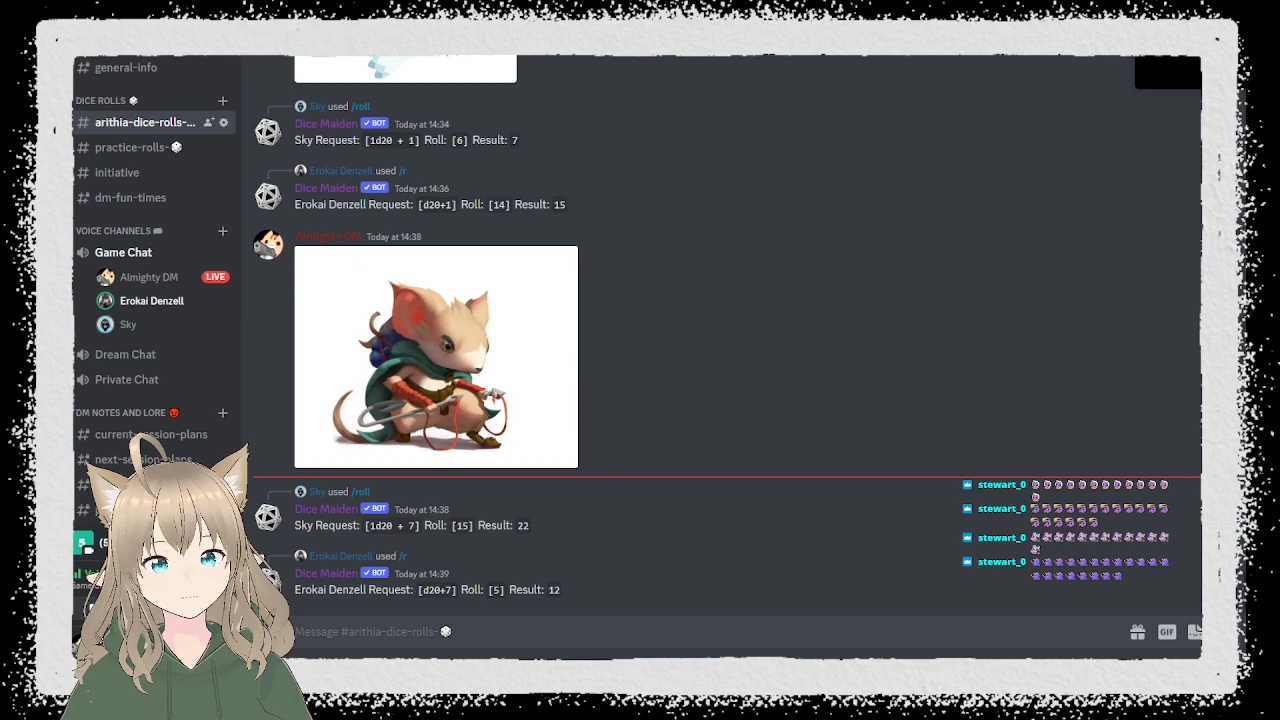 general-info
DICE ROLLS
arithia-dice-rolls-...
practice-rolls-
initiative
dm-fun-times
VOICE CHANNELS
Game Chat
Almighty DM LIVE
Erokai Denzell
Sky
Dream Chat
Private Chat
DM NOTES AND LORE
current-session-plans
next-session-plans
Sky used /roll
Dice Maiden BOT Today at 14:34
Sky Request: [1d20 + 1] Roll: [6] Result: 7
Erokai Denzell used /r
Dice Maiden BOT Today at 14:36
Erokai Denzell Request: [d20+1] Roll: [14] Result: 15
Almighty DM Today at 14:38
Sky used /roll
Dice Maiden BOT Today at 14:38
Sky Request: [1d20 + 7] Roll: [15] Result: 22
Erokai Denzell used /r
Dice Maiden BOT Today at 14:39
Erokai Denzell Request: [d20+7] Roll: [5] Result: 12
Message #arithia-dice-rolls-
GIF
stewart_0
stewart_0
stewart_0
stewart_0